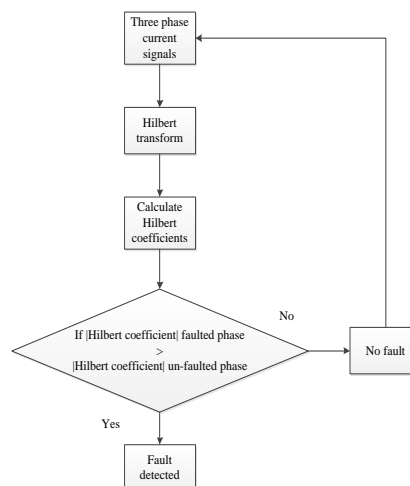 Three phase
current
signals
Hilbert
transform
Calculate
Hilbert
coefficients
If |Hilbert coefficient| faulted phase
>
|Hilbert coefficient| un-faulted phase
No
No fault
Yes
Fault
detected